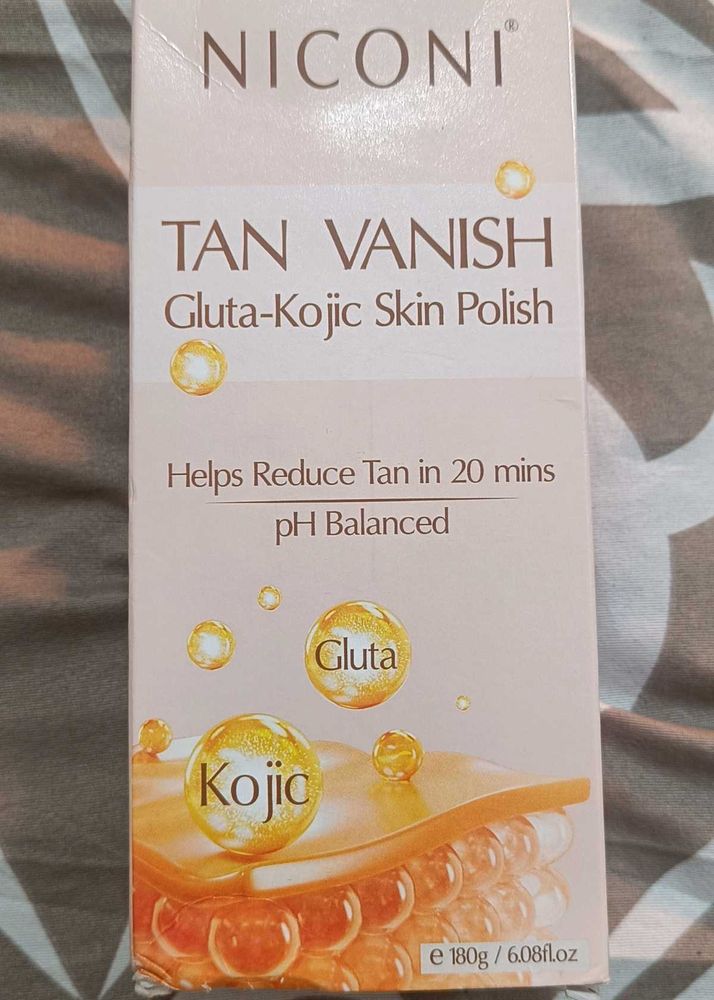 NICONI®
TAN VANISH
Gluta-Kojic Skin Polish
Helps Reduce Tan in 20 mins
pH Balanced
Gluta
Kojic
e 180g / 6.08fl.oz